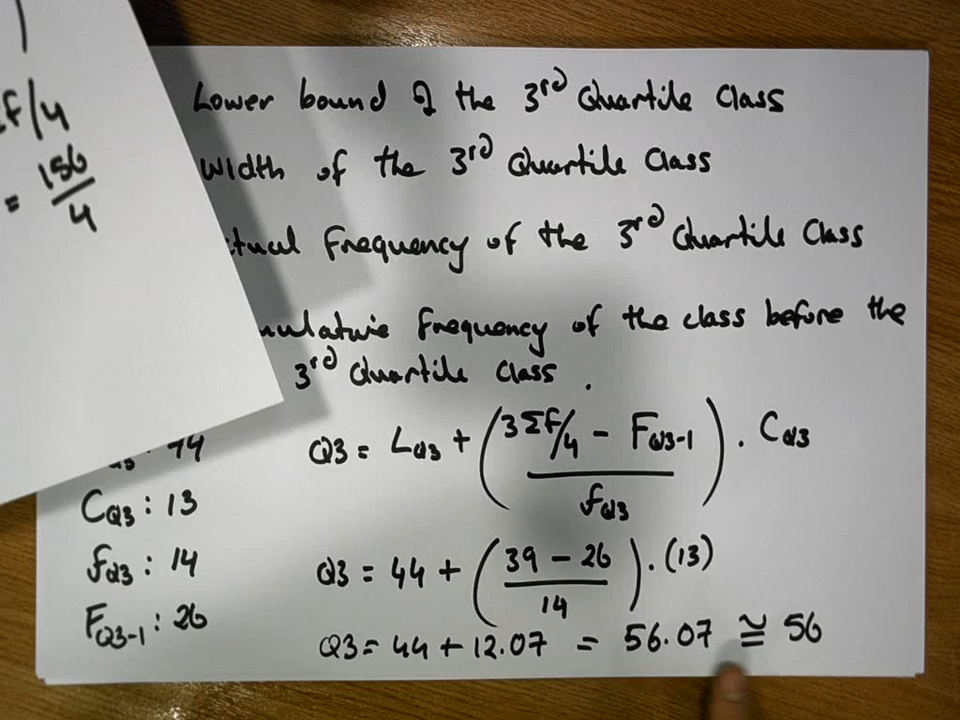 f/4
= 156/4
Lower bound of the 3rd Quartile Class
Width of the 3rd Quartile Class
Frequency of the 3rd Quartile Class
Frequency of the class before the
3rd Quartile Class .
Q3 = LQ3 + (3Σf/4 - FQ3-1 / fQ3) . CQ3
CQ3 : 13
Q3 = 44 + (39 - 26 / 14) . (13)
fQ3 : 14
FQ3-1 : 26
Q3 = 44 + 12.07 = 56.07 ≅ 56